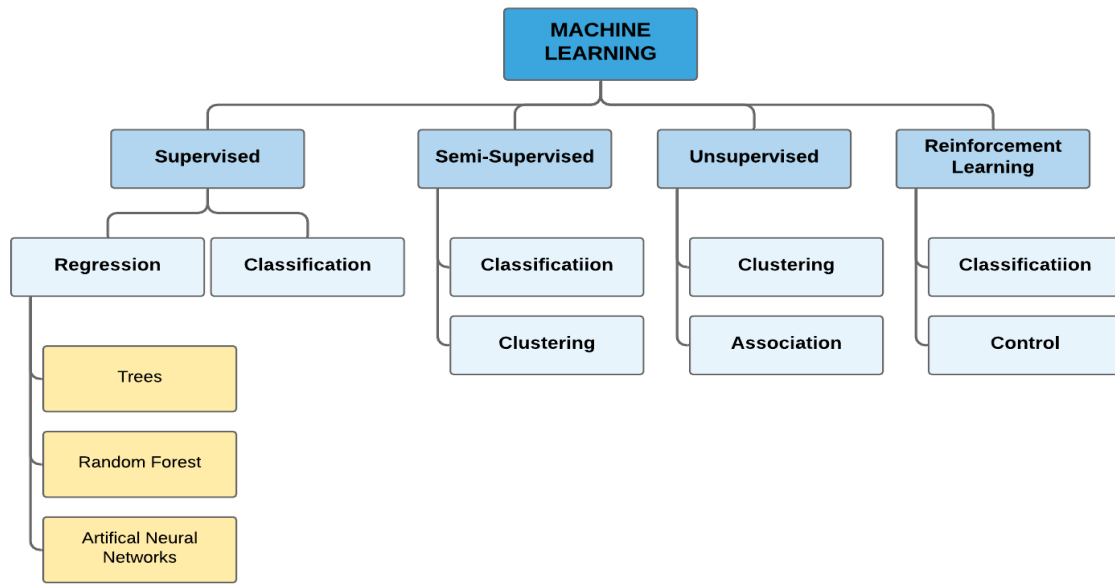 MACHINE
LEARNING
Supervised
Semi-Supervised
Unsupervised
Reinforcement
Learning
Regression
Classification
Classificatiion
Clustering
Classificatiion
Clustering
Association
Control
Trees
Random Forest
Artifical Neural
Networks